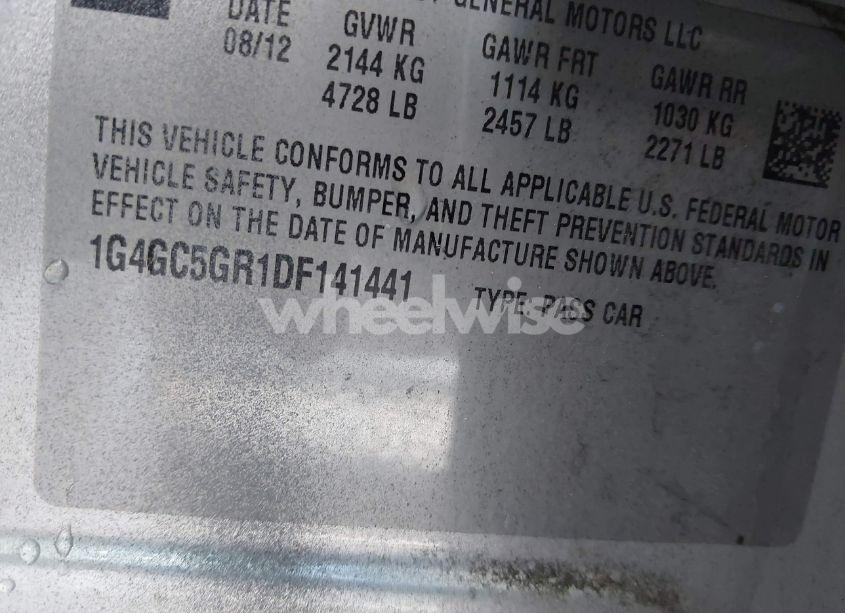 GENERAL MOTORS LLC
DATE GVWR GAWR FRT GAWR RR
08/12 2144 KG 1114 KG 1030 KG
4728 LB 2457 LB 2271 LB
THIS VEHICLE CONFORMS TO ALL APPLICABLE U.S. FEDERAL MOTOR
VEHICLE SAFETY, BUMPER, AND THEFT PREVENTION STANDARDS IN
EFFECT ON THE DATE OF MANUFACTURE SHOWN ABOVE.
1G4GC5GR1DF141441 TYPE: PASS CAR
wheelwise